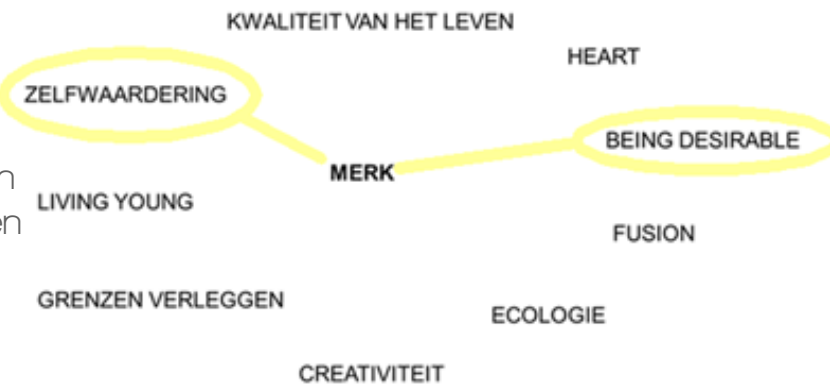 KWALITEIT VAN HET LEVEN
HEART
ZELFWAARDERING
BEING DESIRABLE
MERK
LIVING YOUNG
FUSION
GRENZEN VERLEGGEN
ECOLOGIE
CREATIVITEIT